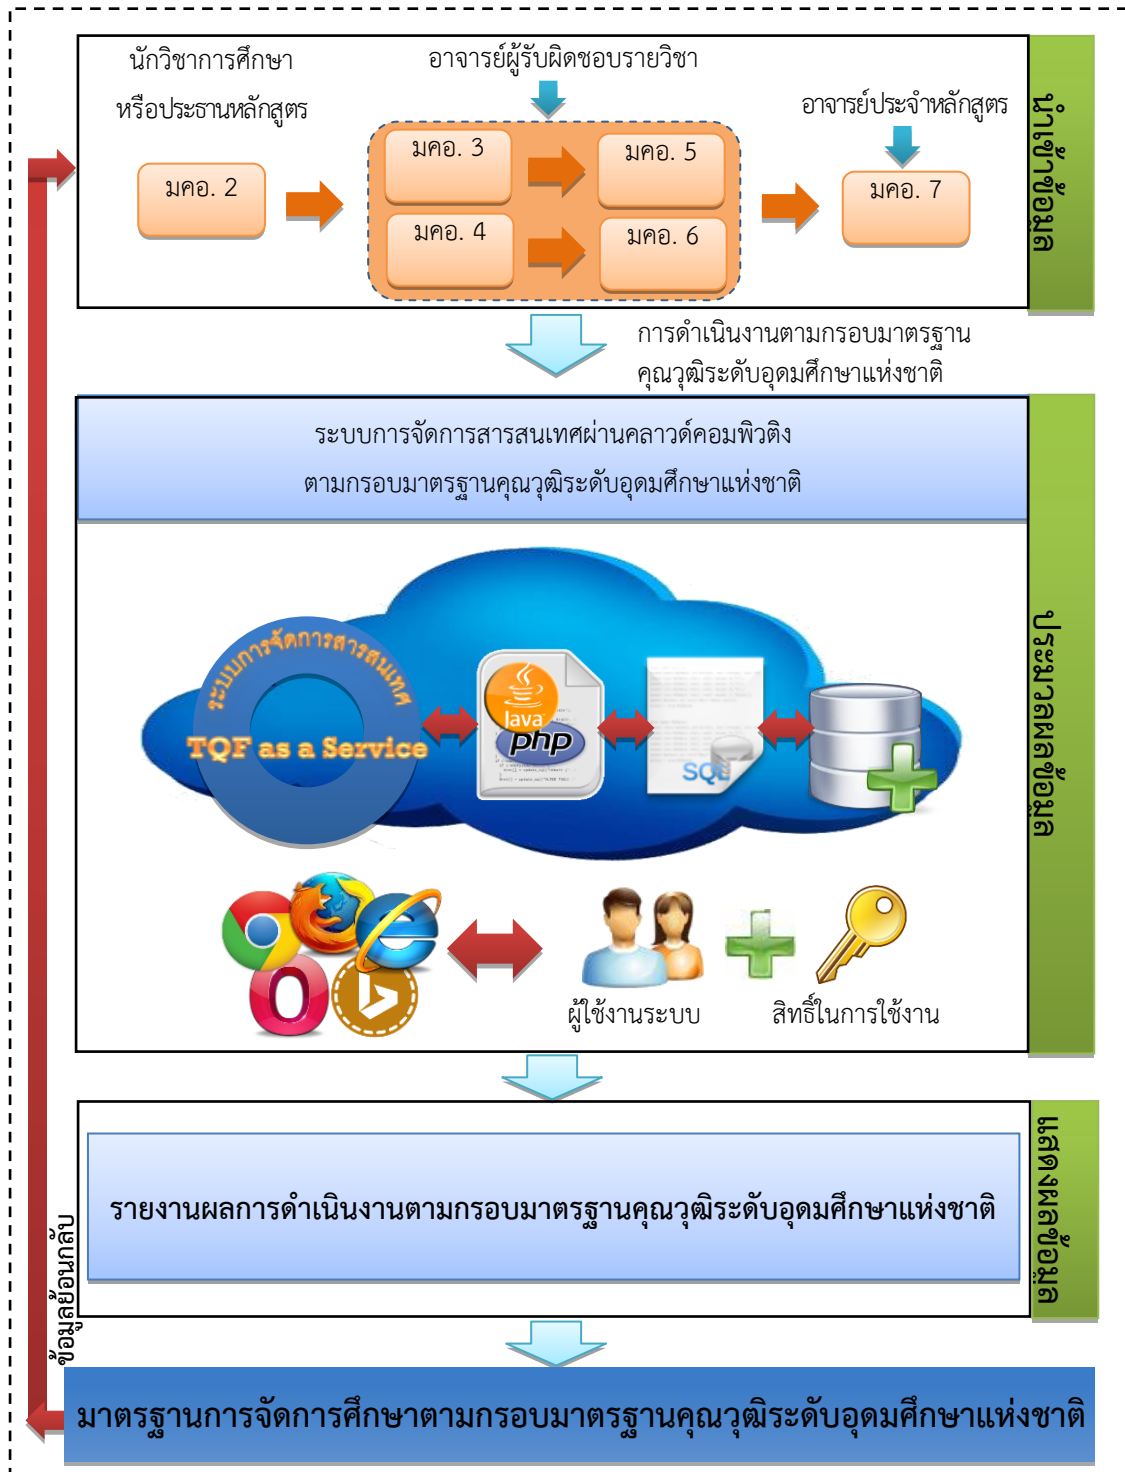 นักวิชาการศึกษา
หรือประธานหลักสูตร
อาจารย์ผู้รับผิดชอบรายวิชา
อาจารย์ประจำหลักสูตร
มคอ. 2
มคอ. 3
มคอ. 5
มคอ. 4
มคอ. 6
มคอ. 7
นำเข้าข้อมูล
การดำเนินงานตามกรอบมาตรฐาน
คุณวุฒิระดับอุดมศึกษาแห่งชาติ
ระบบการจัดการสารสนเทศผ่านคลาวด์คอมพิวติง
ตามกรอบมาตรฐานคุณวุฒิระดับอุดมศึกษาแห่งชาติ
ประมวลผลข้อมูล
ระบบการจัดการสารสนเทศ
TQF as a Service
Java
php
SQL
ผู้ใช้งานระบบ
สิทธิ์ในการใช้งาน
รายงานผลการดำเนินงานตามกรอบมาตรฐานคุณวุฒิระดับอุดมศึกษาแห่งชาติ
แสดงผลข้อมูล
ข้อมูลย้อนกลับ
มาตรฐานการจัดการศึกษาตามกรอบมาตรฐานคุณวุฒิระดับอุดมศึกษาแห่งชาติ